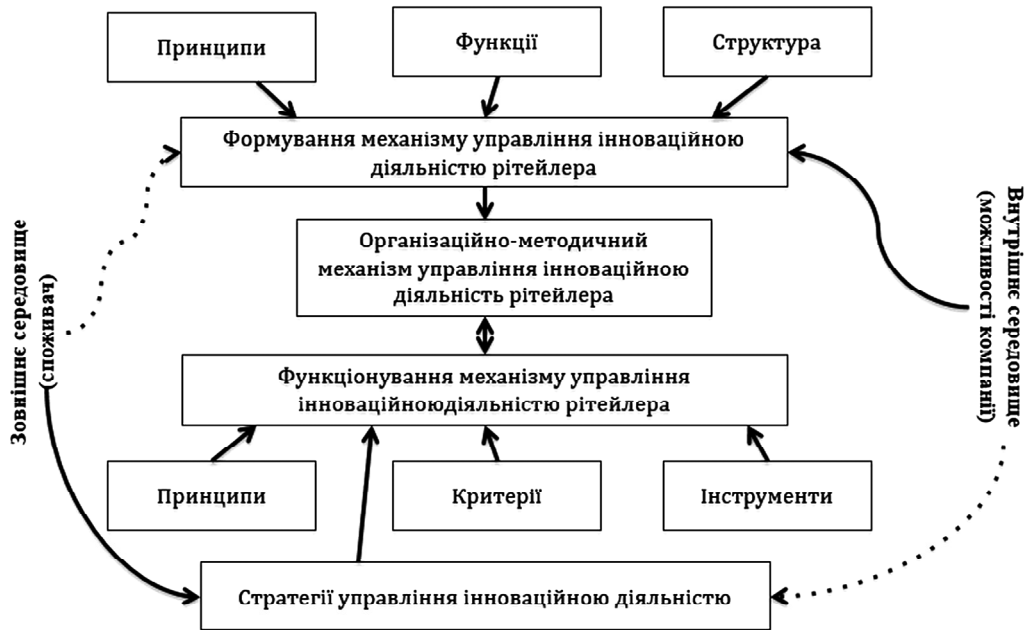 Принципи
Функції
Структура
Формування механізму управління інноваційною
діяльністю рітейлера
Організаційно-методичний
механізм управління інноваційною
діяльність рітейлера
Зовнішнє середовище
(споживач)
Внутрішнє середовище
(можливості компанії)
Функціонування механізму управління
інноваційноюдіяльністю рітейлера
Принципи
Критерії
Інструменти
Стратегії управління інноваційною діяльністю